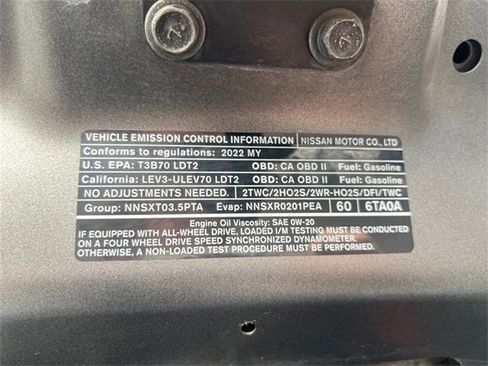 VEHICLE EMISSION CONTROL INFORMATION NISSAN MOTOR CO., LTD
Conforms to regulations: 2022 MY
U.S. EPA: T3B70 LDT2 OBD: CA OBD II Fuel: Gasoline
California: LEV3-ULEV70 LDT2 OBD: CA OBD II Fuel: Gasoline
NO ADJUSTMENTS NEEDED. 2TWC/2HO2S/2WR-HO2S/DFI/TWC
Group: NNSXT03.5PTA Evap: NNSXR0201PEA 60 6TA0A
Engine Oil Viscosity: SAE 0W-20
IF EQUIPPED WITH ALL-WHEEL DRIVE, LOADED I/M TESTING MUST BE CONDUCTED
ON A FOUR WHEEL DRIVE SPEED SYNCHRONIZED DYNAMOMETER.
OTHERWISE, A NON-LOADED TEST PROCEDURE MUST BE USED.